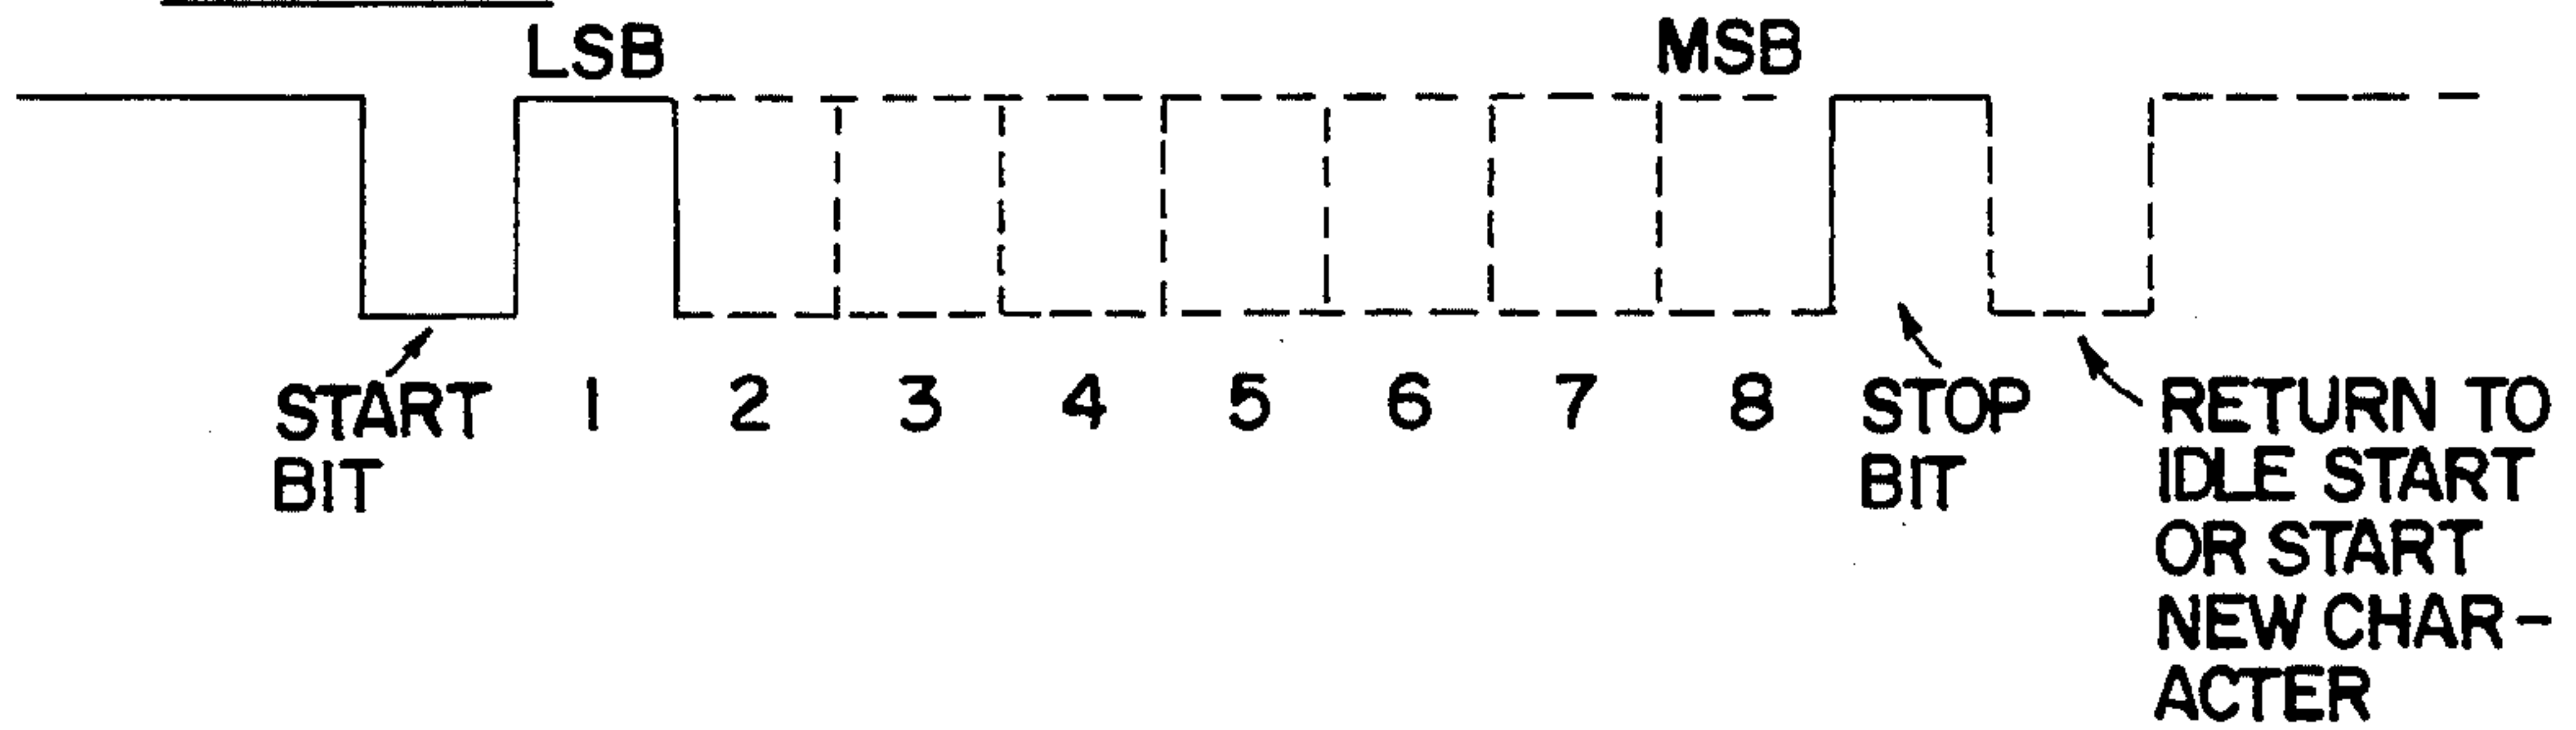 LSB MSB
START BIT
1 2 3 4 5 6 7 8
STOP BIT
RETURN TO
IDLE START
OR START
NEW CHAR-
ACTER